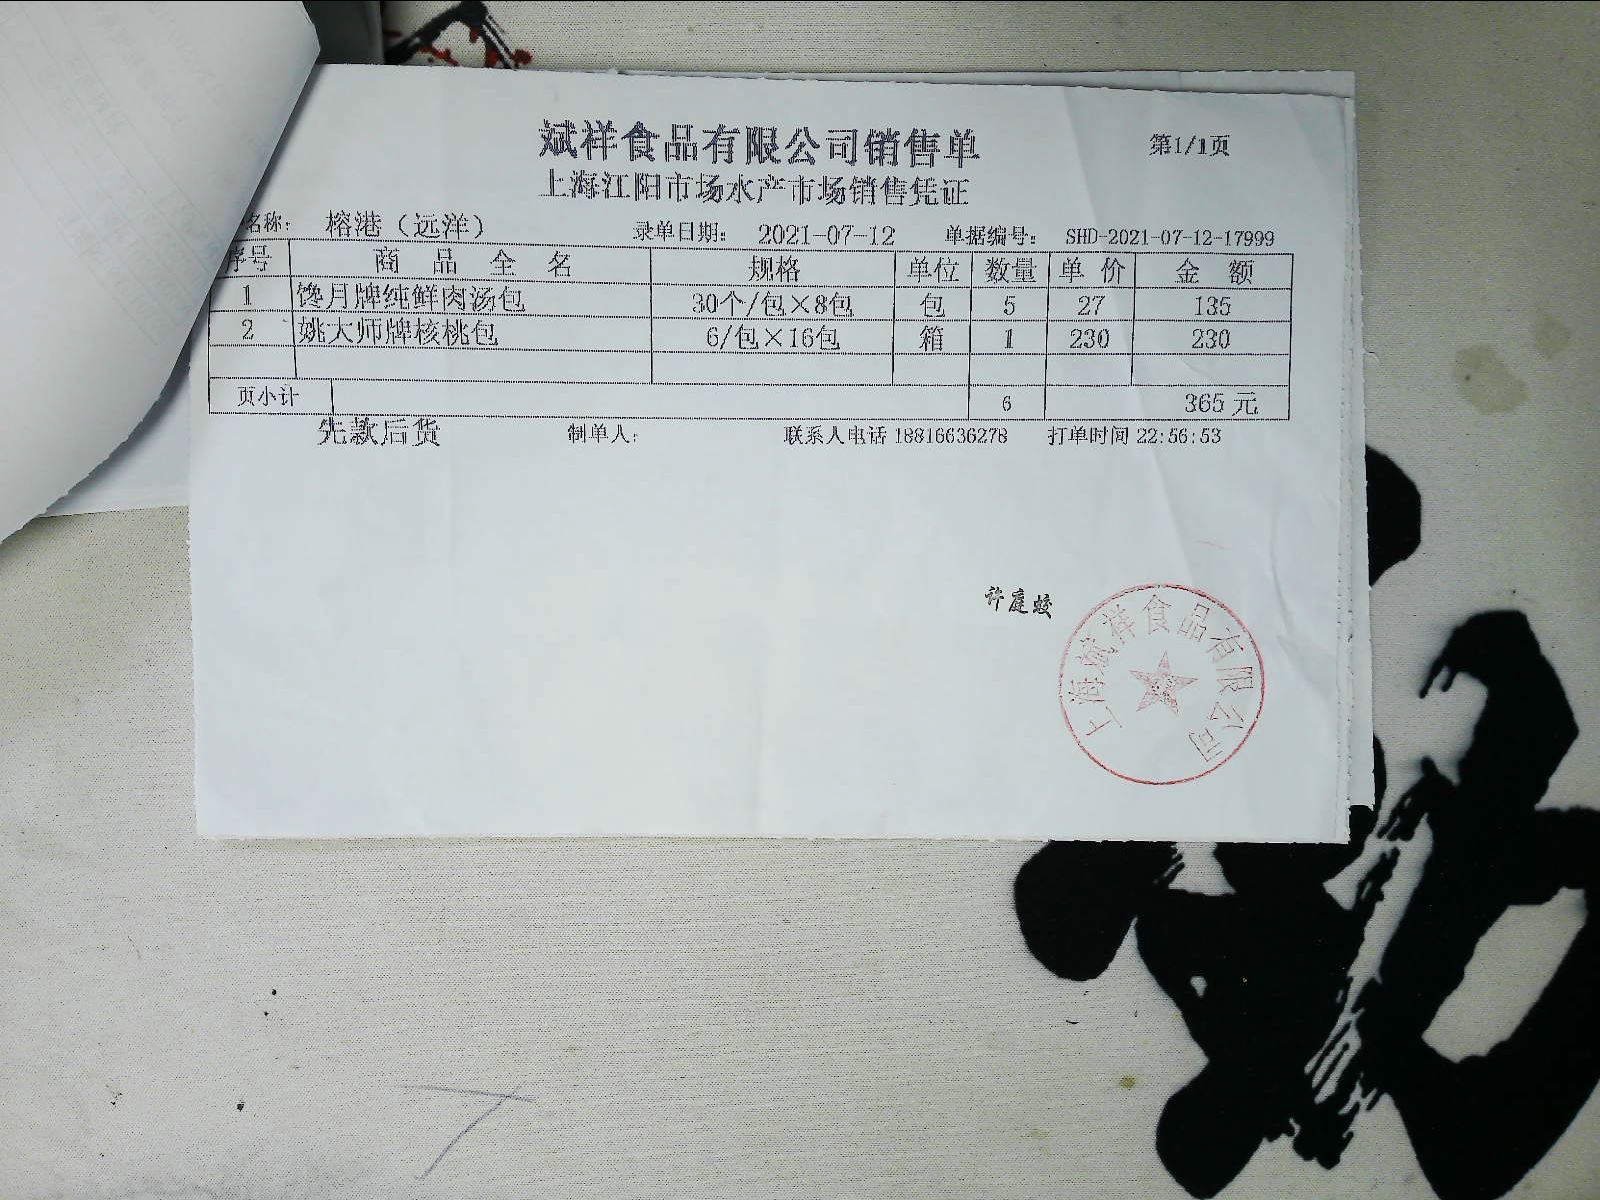 斌祥食品有限公司销售单
第1/1页
上海江阳市场水产市场销售凭证
名称: 榕港（远洋） 录单日期: 2021-07-12 单据编号: SHD-2021-07-12-17999
序号 商品全名 规格 单位 数量 单价 金额
1 馋月牌纯鲜肉汤包 30个/包×8包 包 5 27 135
2 姚大师牌核桃包 6/包×16包 箱 1 230 230
页小计 6 365元
先款后货 制单人: 联系人电话 18816636278 打单时间 22:56:53
许庭蛟
上海斌祥食品有限公司